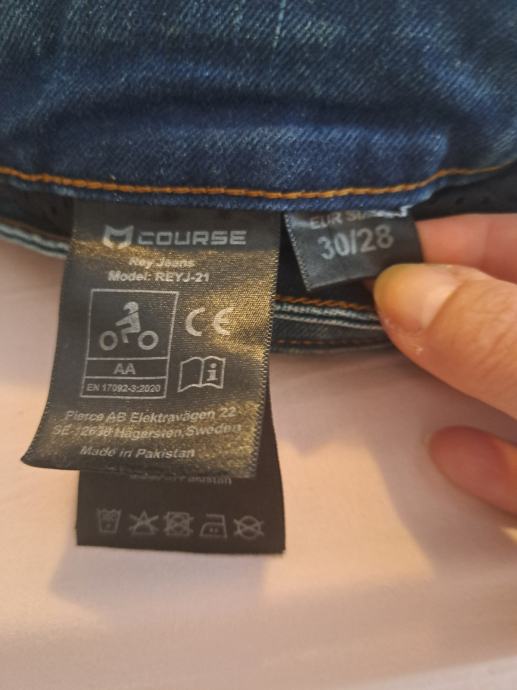 COURSE
Rey Jeans
Model: REYJ-21
AA
EN 17092-3:2020
CE
Pierce AB Elektravägen 22
SE-12630 Hägersten, Sweden
Made in Pakistan
Pakistan
EUR SIZE
30/28